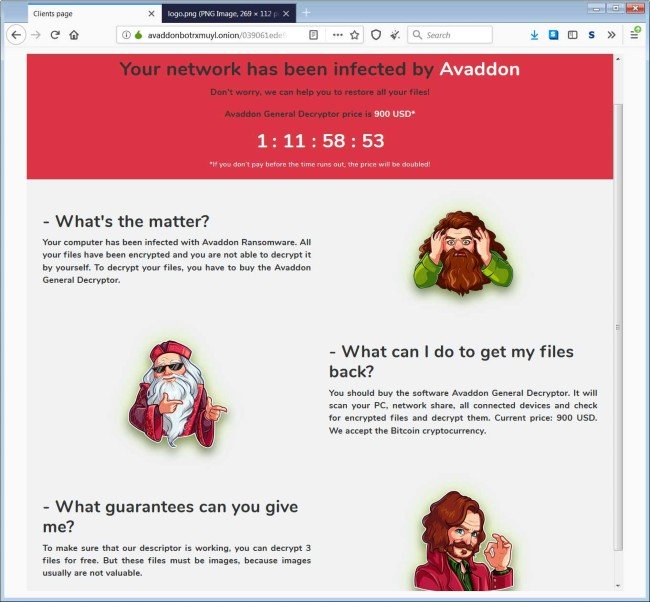 Clients page
logo.png (PNG Image, 269 × 112 p
avaddonbotrxmuyl.onion/039061ede
Search
S
S
Your network has been infected by Avaddon
Don't worry, we can help you to restore all your files!
Avaddon General Decryptor price is 900 USD*
1 : 11 : 58 : 53
*If you don't pay before the time runs out, the price will be doubled!
- What's the matter?
Your computer has been infected with Avaddon Ransomware. All
your files have been encrypted and you are not able to decrypt it
by yourself. To decrypt your files, you have to buy the Avaddon
General Decryptor.
- What can I do to get my files
back?
You should buy the software Avaddon General Decryptor. It will
scan your PC, network share, all connected devices and check
for encrypted files and decrypt them. Current price: 900 USD.
We accept the Bitcoin cryptocurrency.
- What guarantees can you give
me?
To make sure that our descriptor is working, you can decrypt 3
files for free. But these files must be images, because images
usually are not valuable.